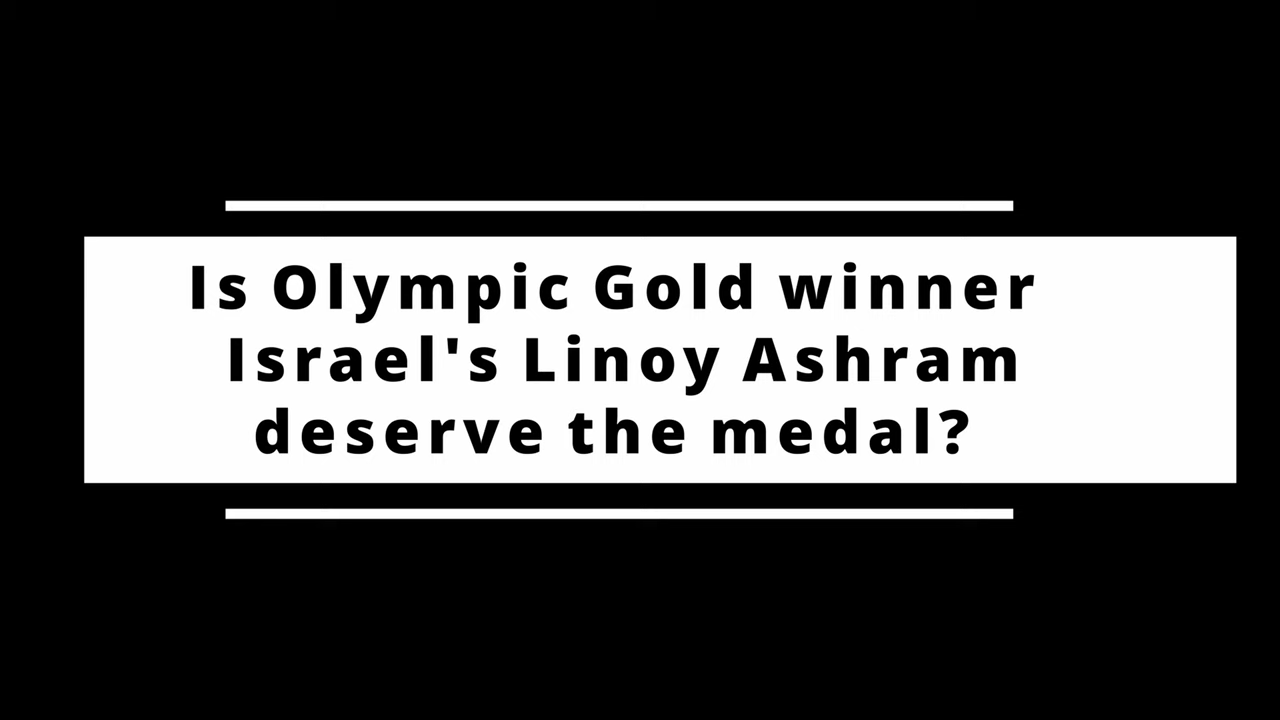 Is Olympic Gold winner
Israel's Linoy Ashram
deserve the medal?